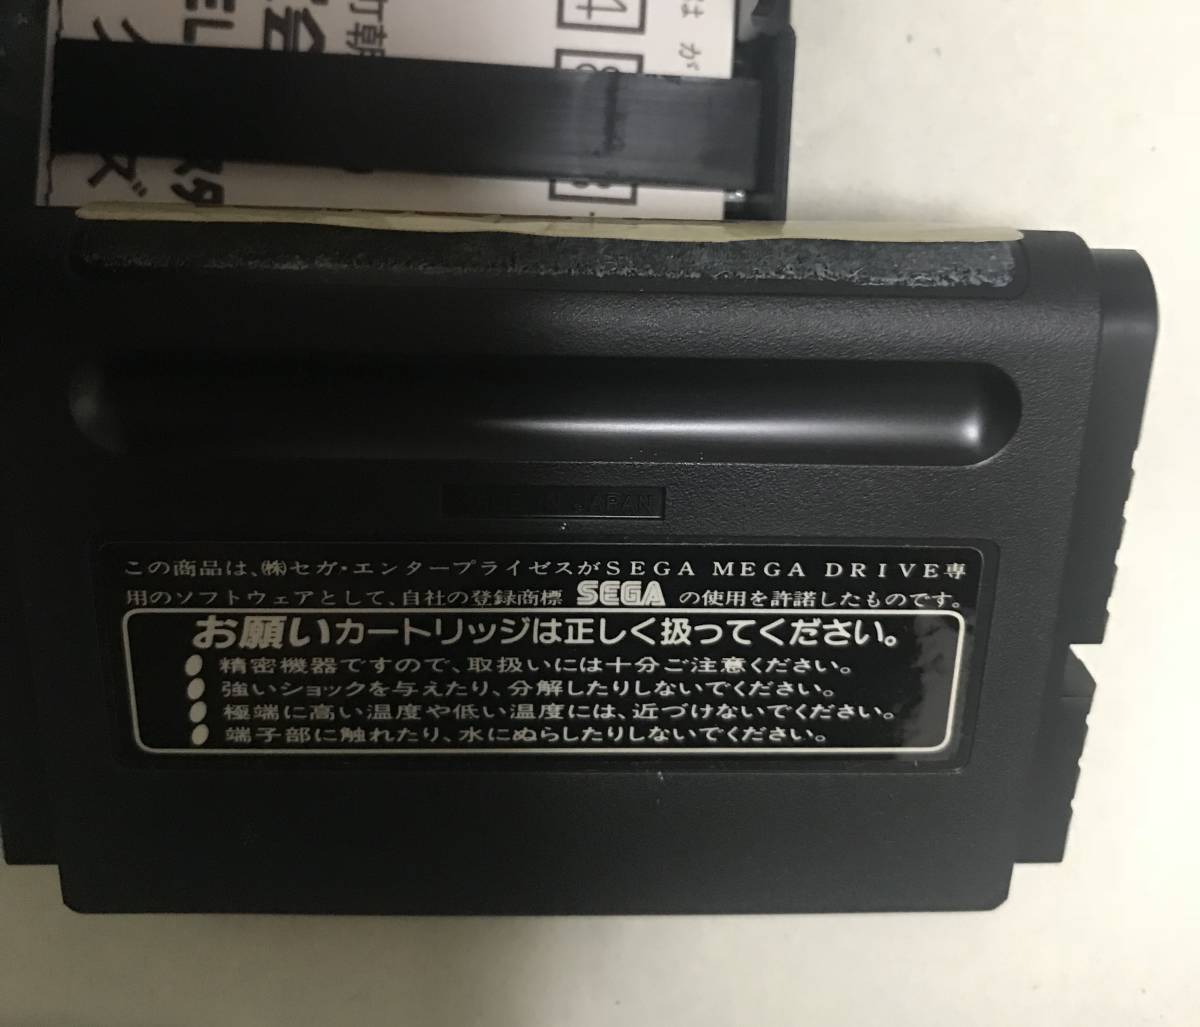 JAPAN
この商品は、㈱セガ・エンタープライゼスがSEGA MEGA DRIVE専
用のソフトウェアとして、自社の登録商標 SEGA の使用を許諾したものです。
お願いカートリッジは正しく扱ってください。
● 精密機器ですので、取扱いには十分ご注意ください。
● 強いショックを与えたり、分解したりしないでください。
● 極端に高い温度や低い温度には、近づけないでください。
● 端子部に触れたり、水にぬらしたりしないでください。